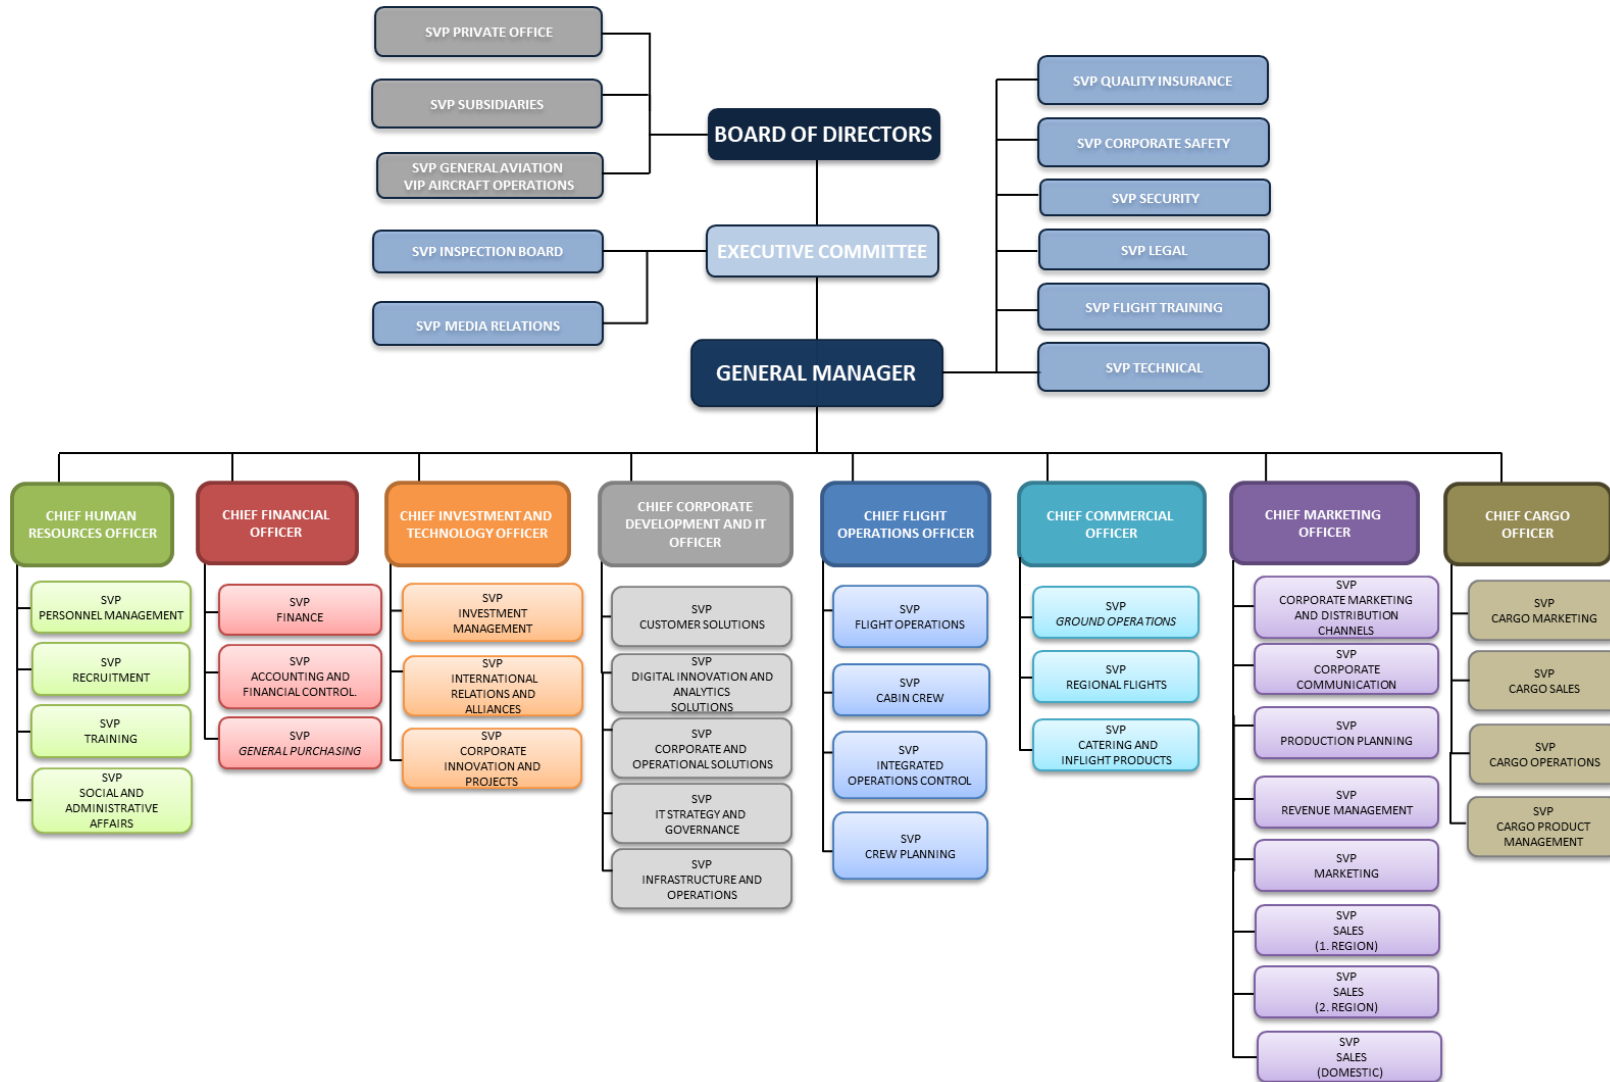 SVP PRIVATE OFFICE
SVP SUBSIDIARIES
SVP GENERAL AVIATION
VIP AIRCRAFT OPERATIONS
BOARD OF DIRECTORS
SVP INSPECTION BOARD
SVP MEDIA RELATIONS
EXECUTIVE COMMITTEE
GENERAL MANAGER
SVP QUALITY INSURANCE
SVP CORPORATE SAFETY
SVP SECURITY
SVP LEGAL
SVP FLIGHT TRAINING
SVP TECHNICAL
CHIEF HUMAN
RESOURCES OFFICER
SVP
PERSONNEL MANAGEMENT
SVP
RECRUITMENT
SVP
TRAINING
SVP
SOCIAL AND
ADMINISTRATIVE
AFFAIRS
CHIEF FINANCIAL
OFFICER
SVP
FINANCE
SVP
ACCOUNTING AND
FINANCIAL CONTROL.
SVP
GENERAL PURCHASING
CHIEF INVESTMENT AND
TECHNOLOGY OFFICER
SVP
INVESTMENT
MANAGEMENT
SVP
INTERNATIONAL
RELATIONS AND
ALLIANCES
SVP
CORPORATE
INNOVATION AND
PROJECTS
CHIEF CORPORATE
DEVELOPMENT AND IT
OFFICER
SVP
CUSTOMER SOLUTIONS
SVP
DIGITAL INNOVATION AND
ANALYTICS
SOLUTIONS
SVP
CORPORATE AND
OPERATIONAL SOLUTIONS
SVP
IT STRATEGY AND
GOVERNANCE
SVP
INFRASTRUCTURE AND
OPERATIONS
CHIEF FLIGHT
OPERATIONS OFFICER
SVP
FLIGHT OPERATIONS
SVP
CABIN CREW
SVP
INTEGRATED
OPERATIONS CONTROL
SVP
CREW PLANNING
CHIEF COMMERCIAL
OFFICER
SVP
GROUND OPERATIONS
SVP
REGIONAL FLIGHTS
SVP
CATERING AND
INFLIGHT PRODUCTS
CHIEF MARKETING
OFFICER
SVP
CORPORATE MARKETING
AND DISTRIBUTION
CHANNELS
SVP
CORPORATE
COMMUNICATION
SVP
PRODUCTION PLANNING
SVP
REVENUE MANAGEMENT
SVP
MARKETING
SVP
SALES
(1. REGION)
SVP
SALES
(2. REGION)
SVP
SALES
(DOMESTIC)
CHIEF CARGO
OFFICER
SVP
CARGO MARKETING
SVP
CARGO SALES
SVP
CARGO OPERATIONS
SVP
CARGO PRODUCT
MANAGEMENT